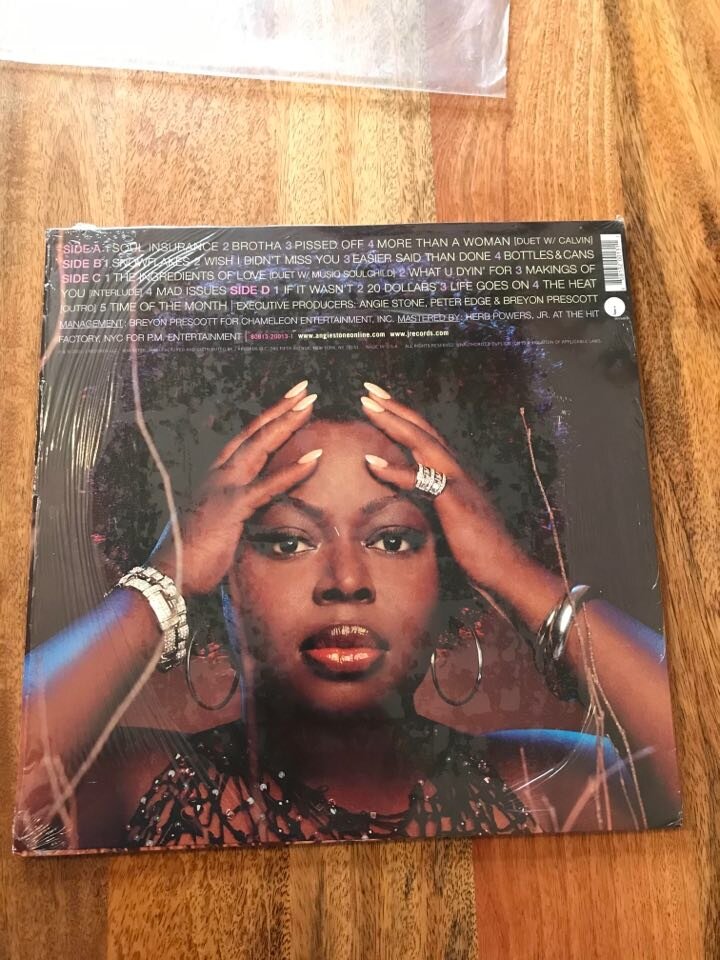 SIDE A 1 SOUL INSURANCE 2 BROTHA 3 PISSED OFF 4 MORE THAN A WOMAN [DUET W/ CALVIN]
SIDE B 1 SNOWFLAKES 2 WISH I DIDN'T MISS YOU 3 EASIER SAID THAN DONE 4 BOTTLES & CANS
SIDE C 1 THE INGREDIENTS OF LOVE [DUET W/ MUSIQ SOULCHILD] 2 WHAT U DYIN' FOR 3 MAKINGS OF
YOU [INTERLUDE] 4 MAD ISSUES SIDE D 1 IF IT WASN'T 2 20 DOLLARS 3 LIFE GOES ON 4 THE HEAT
[OUTRO] 5 TIME OF THE MONTH | EXECUTIVE PRODUCERS: ANGIE STONE, PETER EDGE & BREYON PRESCOTT
MANAGEMENT: BREYON PRESCOTT FOR CHAMELEON ENTERTAINMENT, INC. MASTERED BY: HERB POWERS, JR. AT THE HIT
FACTORY, NYC FOR P.M. ENTERTAINMENT | 80813-20013-1 www.angiestoneonline.com www.jrecords.com